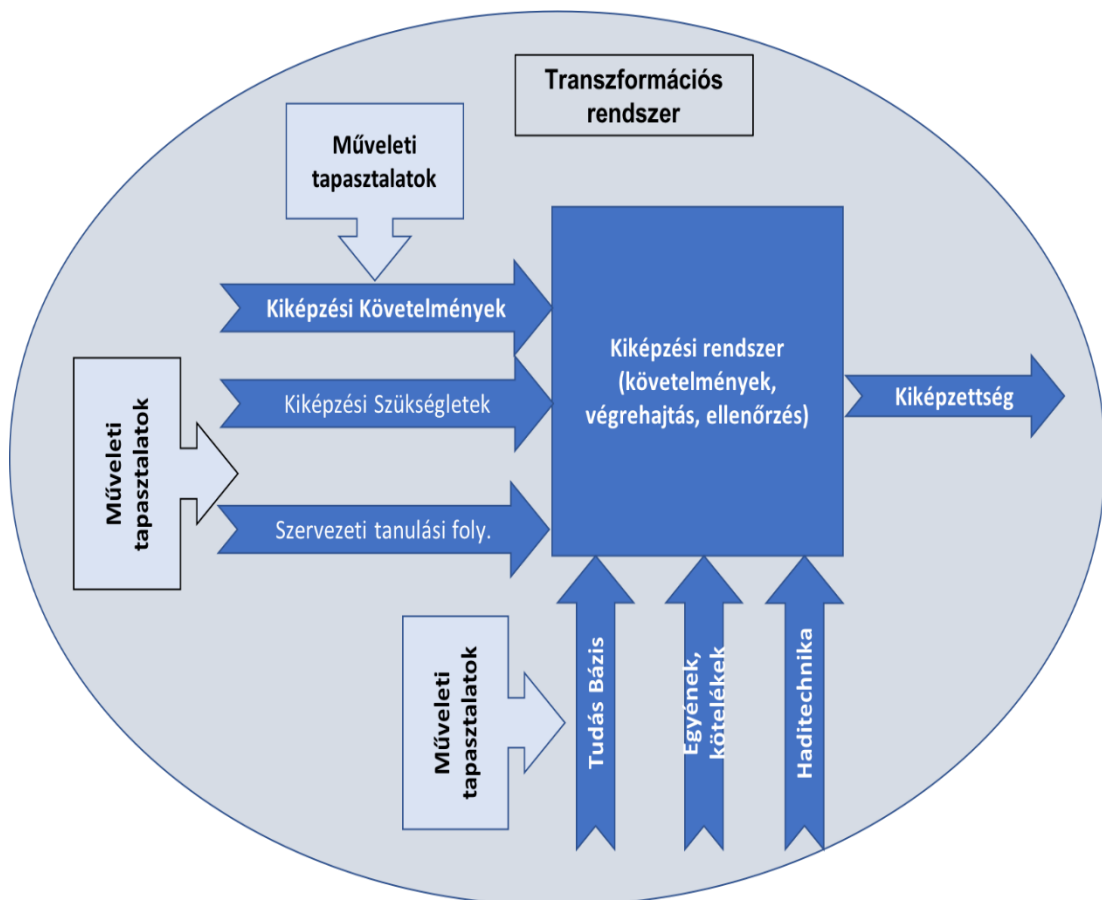 Transzformációs
rendszer
Műveleti
tapasztalatok
Kiképzési Követelmények
Kiképzési Szükségletek
Szervezeti tanulási foly.
Műveleti
tapasztalatok
Kiképzési rendszer
(követelmények,
végrehajtás, ellenőrzés)
Kiképzettség
Műveleti
tapasztalatok
Tudás Bázis
Egyének,
kötelékek
Haditechnika